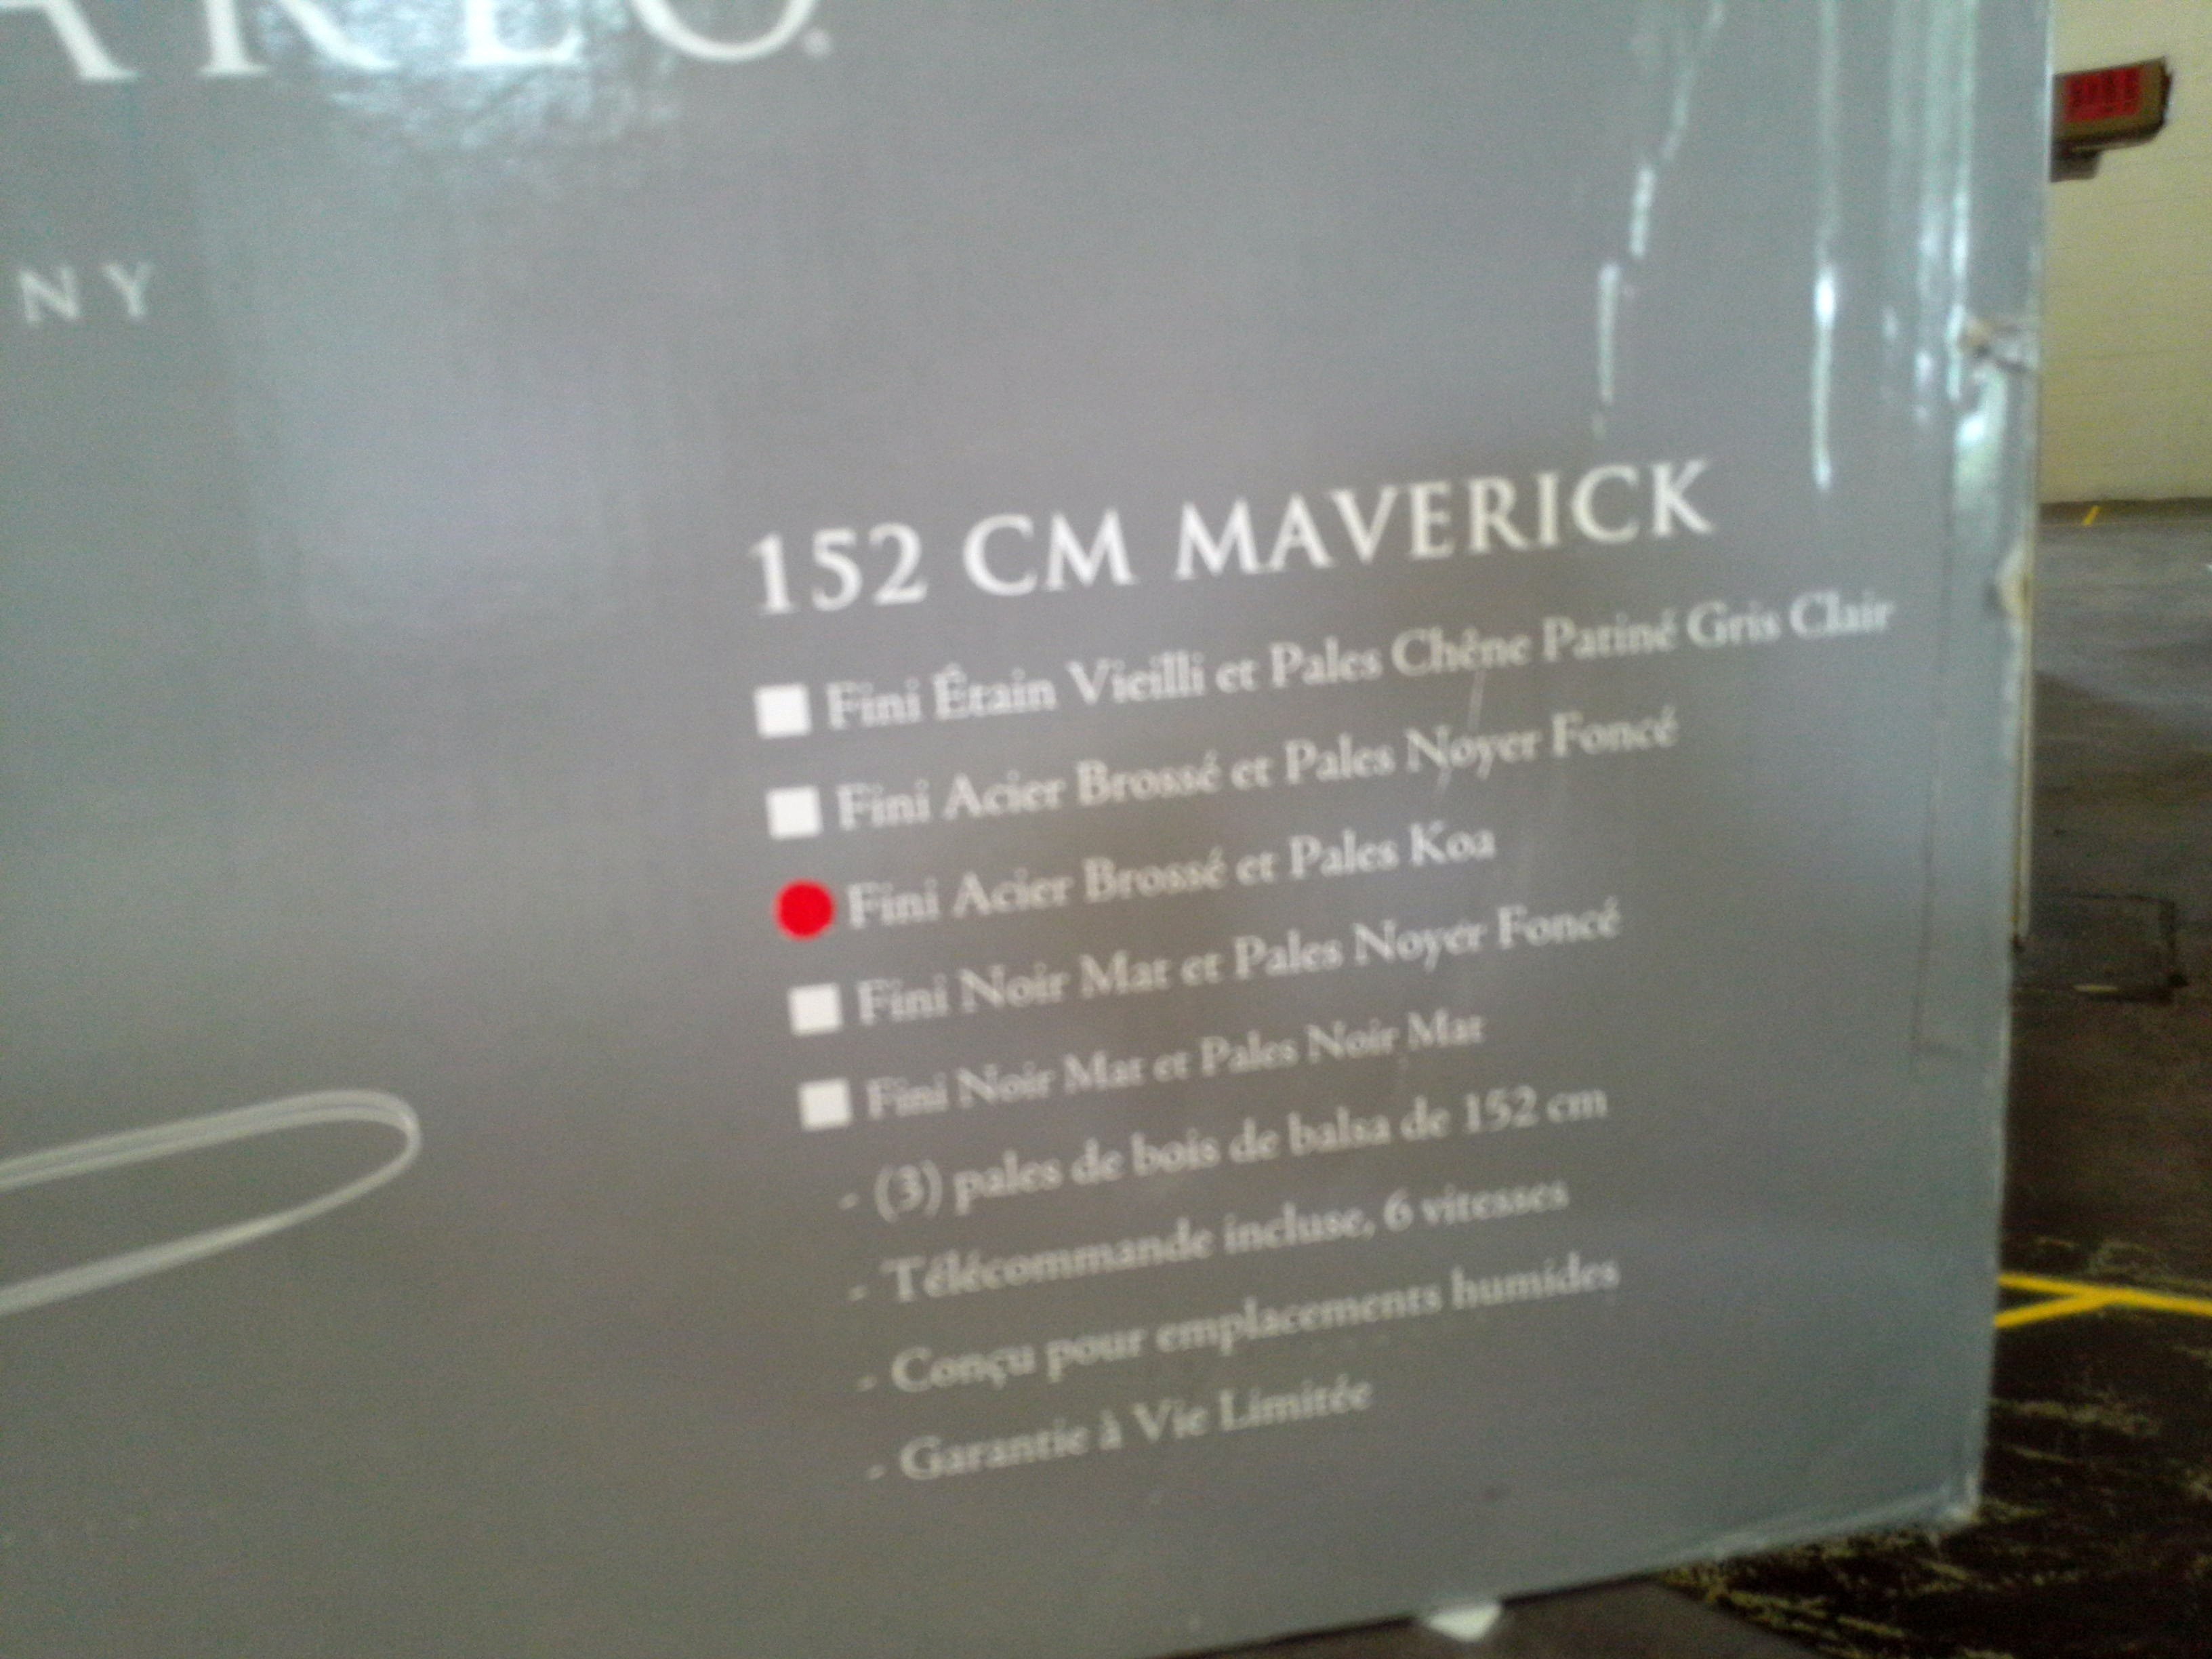 ARLO®
NY
152 CM MAVERICK
Fini Étain Vieilli et Pales Chêne Patiné Gris Clair
Fini Acier Brossé et Pales Noyer Foncé
Fini Acier Brossé et Pales Koa
Fini Noir Mat et Pales Noyer Foncé
Fini Noir Mat et Pales Noir Mat
- (3) pales de bois de balsa de 152 cm
- Télécommande incluse, 6 vitesses
- Conçu pour emplacements humides
- Garantie à Vie Limitée